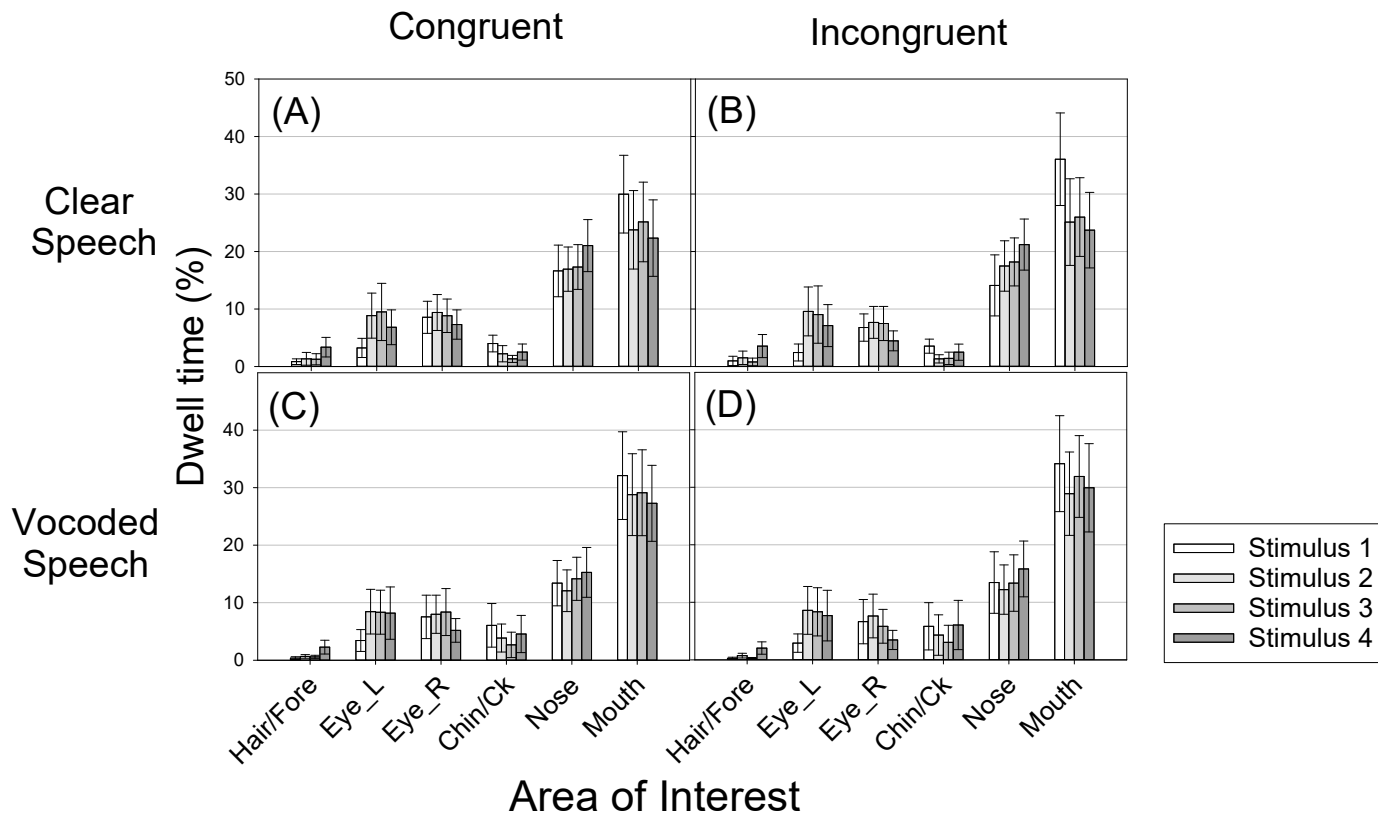 Congruent
Incongruent
50
40
30
20
10
0
(A)
(B)
Clear
Speech
Dwell time (%)
40
30
20
10
0
(C)
(D)
Vocoded
Speech
Hair/Fore
Eye_L
Eye_R
Chin/Ck
Nose
Mouth
Hair/Fore
Eye_L
Eye_R
Chin/Ck
Nose
Mouth
Area of Interest
Stimulus 1
Stimulus 2
Stimulus 3
Stimulus 4